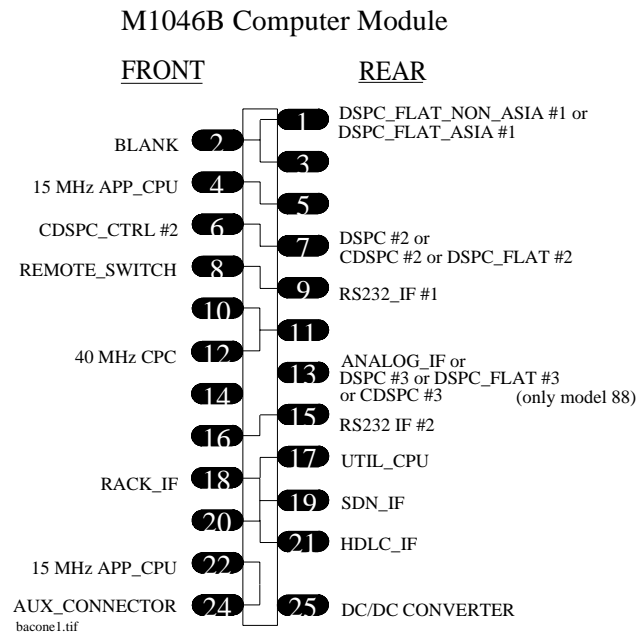 M1046B Computer Module
FRONT
REAR
1 DSPC_FLAT_NON_ASIA #1 or
DSPC_FLAT_ASIA #1
BLANK 2
3
15 MHz APP_CPU 4
5
CDSPC_CTRL #2 6
7 DSPC #2 or
CDSPC #2 or DSPC_FLAT #2
REMOTE_SWITCH 8
9 RS232_IF #1
10
11
40 MHz CPC 12
13 ANALOG_IF or
DSPC #3 or DSPC_FLAT #3
or CDSPC #3 (only model 88)
14
15 RS232 IF #2
16
17 UTIL_CPU
RACK_IF 18
19 SDN_IF
20
21 HDLC_IF
15 MHz APP_CPU 22
AUX_CONNECTOR 24
25 DC/DC CONVERTER
bacone1.tif